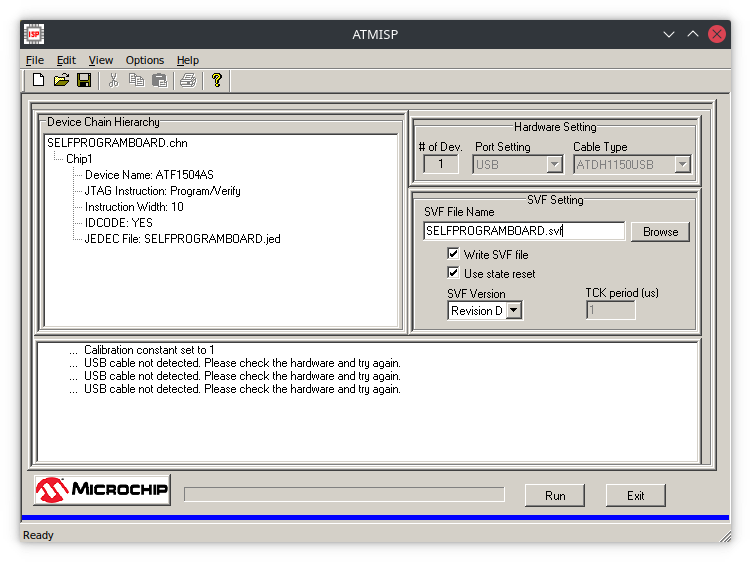 ISP
ATMISP
File Edit View Options Help
Device Chain Hierarchy
SELFPROGRAMBOARD.chn
Chip1
Device Name: ATF1504AS
JTAG Instruction: Program/Verify
Instruction Width: 10
IDCODE: YES
JEDEC File: SELFPROGRAMBOARD.jed
Hardware Setting
# of Dev. Port Setting Cable Type
1 USB ATDH1150USB
SVF Setting
SVF File Name
SELFPROGRAMBOARD.svf Browse
Write SVF file
Use state reset
SVF Version TCK period (us)
Revision D 1
... Calibration constant set to 1
... USB cable not detected. Please check the hardware and try again.
... USB cable not detected. Please check the hardware and try again.
... USB cable not detected. Please check the hardware and try again.
MICROCHIP Run Exit
Ready